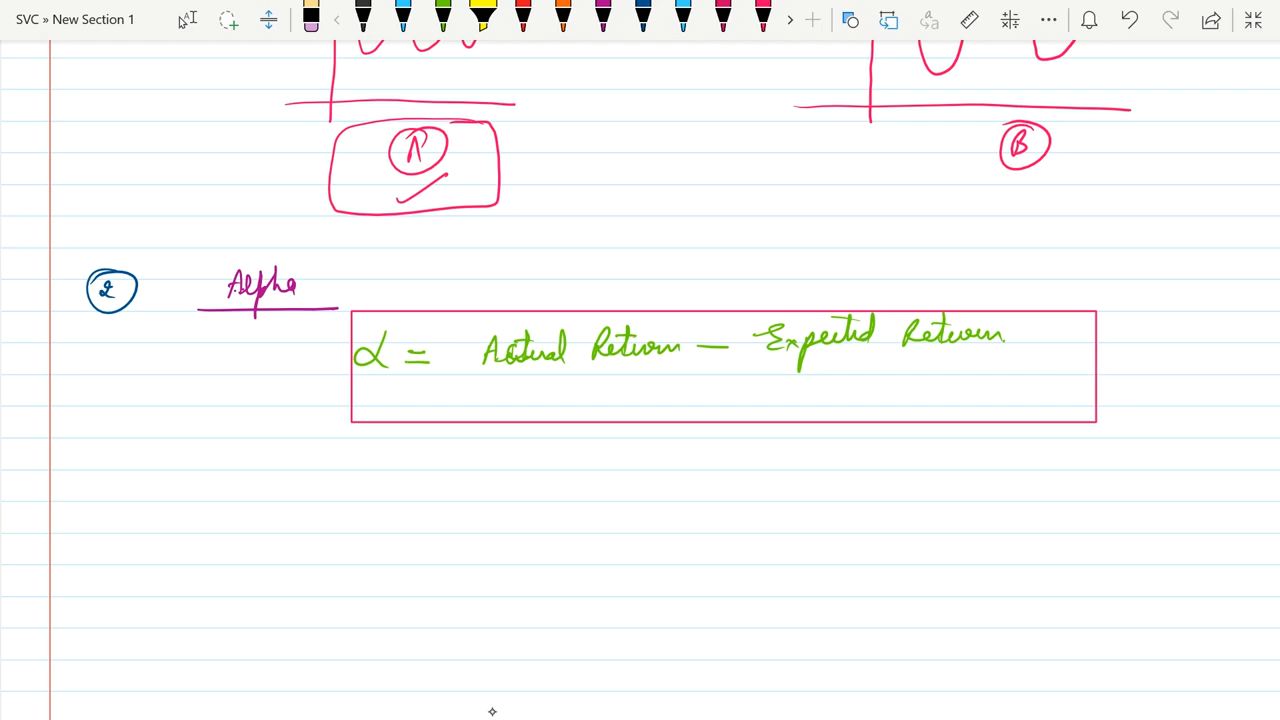 SVC » New Section 1
A
B
2 Alpha
α = Actual Return — Expected Return